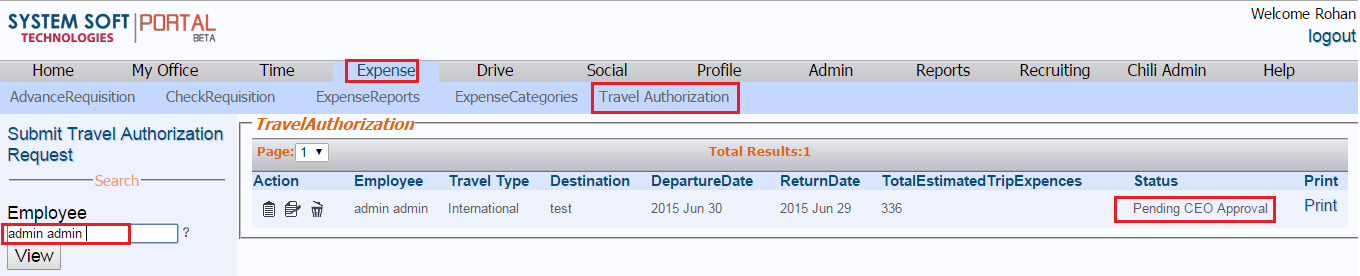 Welcome Rohan
SYSTEM SOFT TECHNOLOGIES PORTAL BETA
logout
Home My Office Time Expense Drive Social Profile Admin Reports Recruiting Chili Admin Help
AdvanceRequisition CheckRequisition ExpenseReports ExpenseCategories Travel Authorization
Submit Travel Authorization
Request
Search
Employee
admin admin ?
View
TravelAuthorization
Page: 1 Total Results:1
Action Employee Travel Type Destination DepartureDate ReturnDate TotalEstimatedTripExpences Status Print
admin admin International test 2015 Jun 30 2015 Jun 29 336 Pending CEO Approval Print